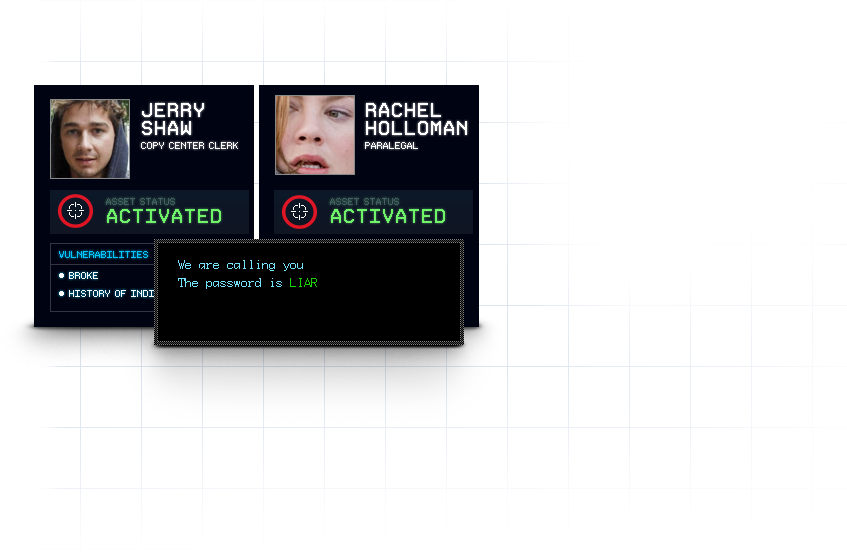 JERRY
SHAW
COPY CENTER CLERK
ASSET STATUS
ACTIVATED
VULNERABILITIES
BROKE
HISTORY OF INDI
RACHEL
HOLLOMAN
PARALEGAL
ASSET STATUS
ACTIVATED
We are calling you
The password is LIAR